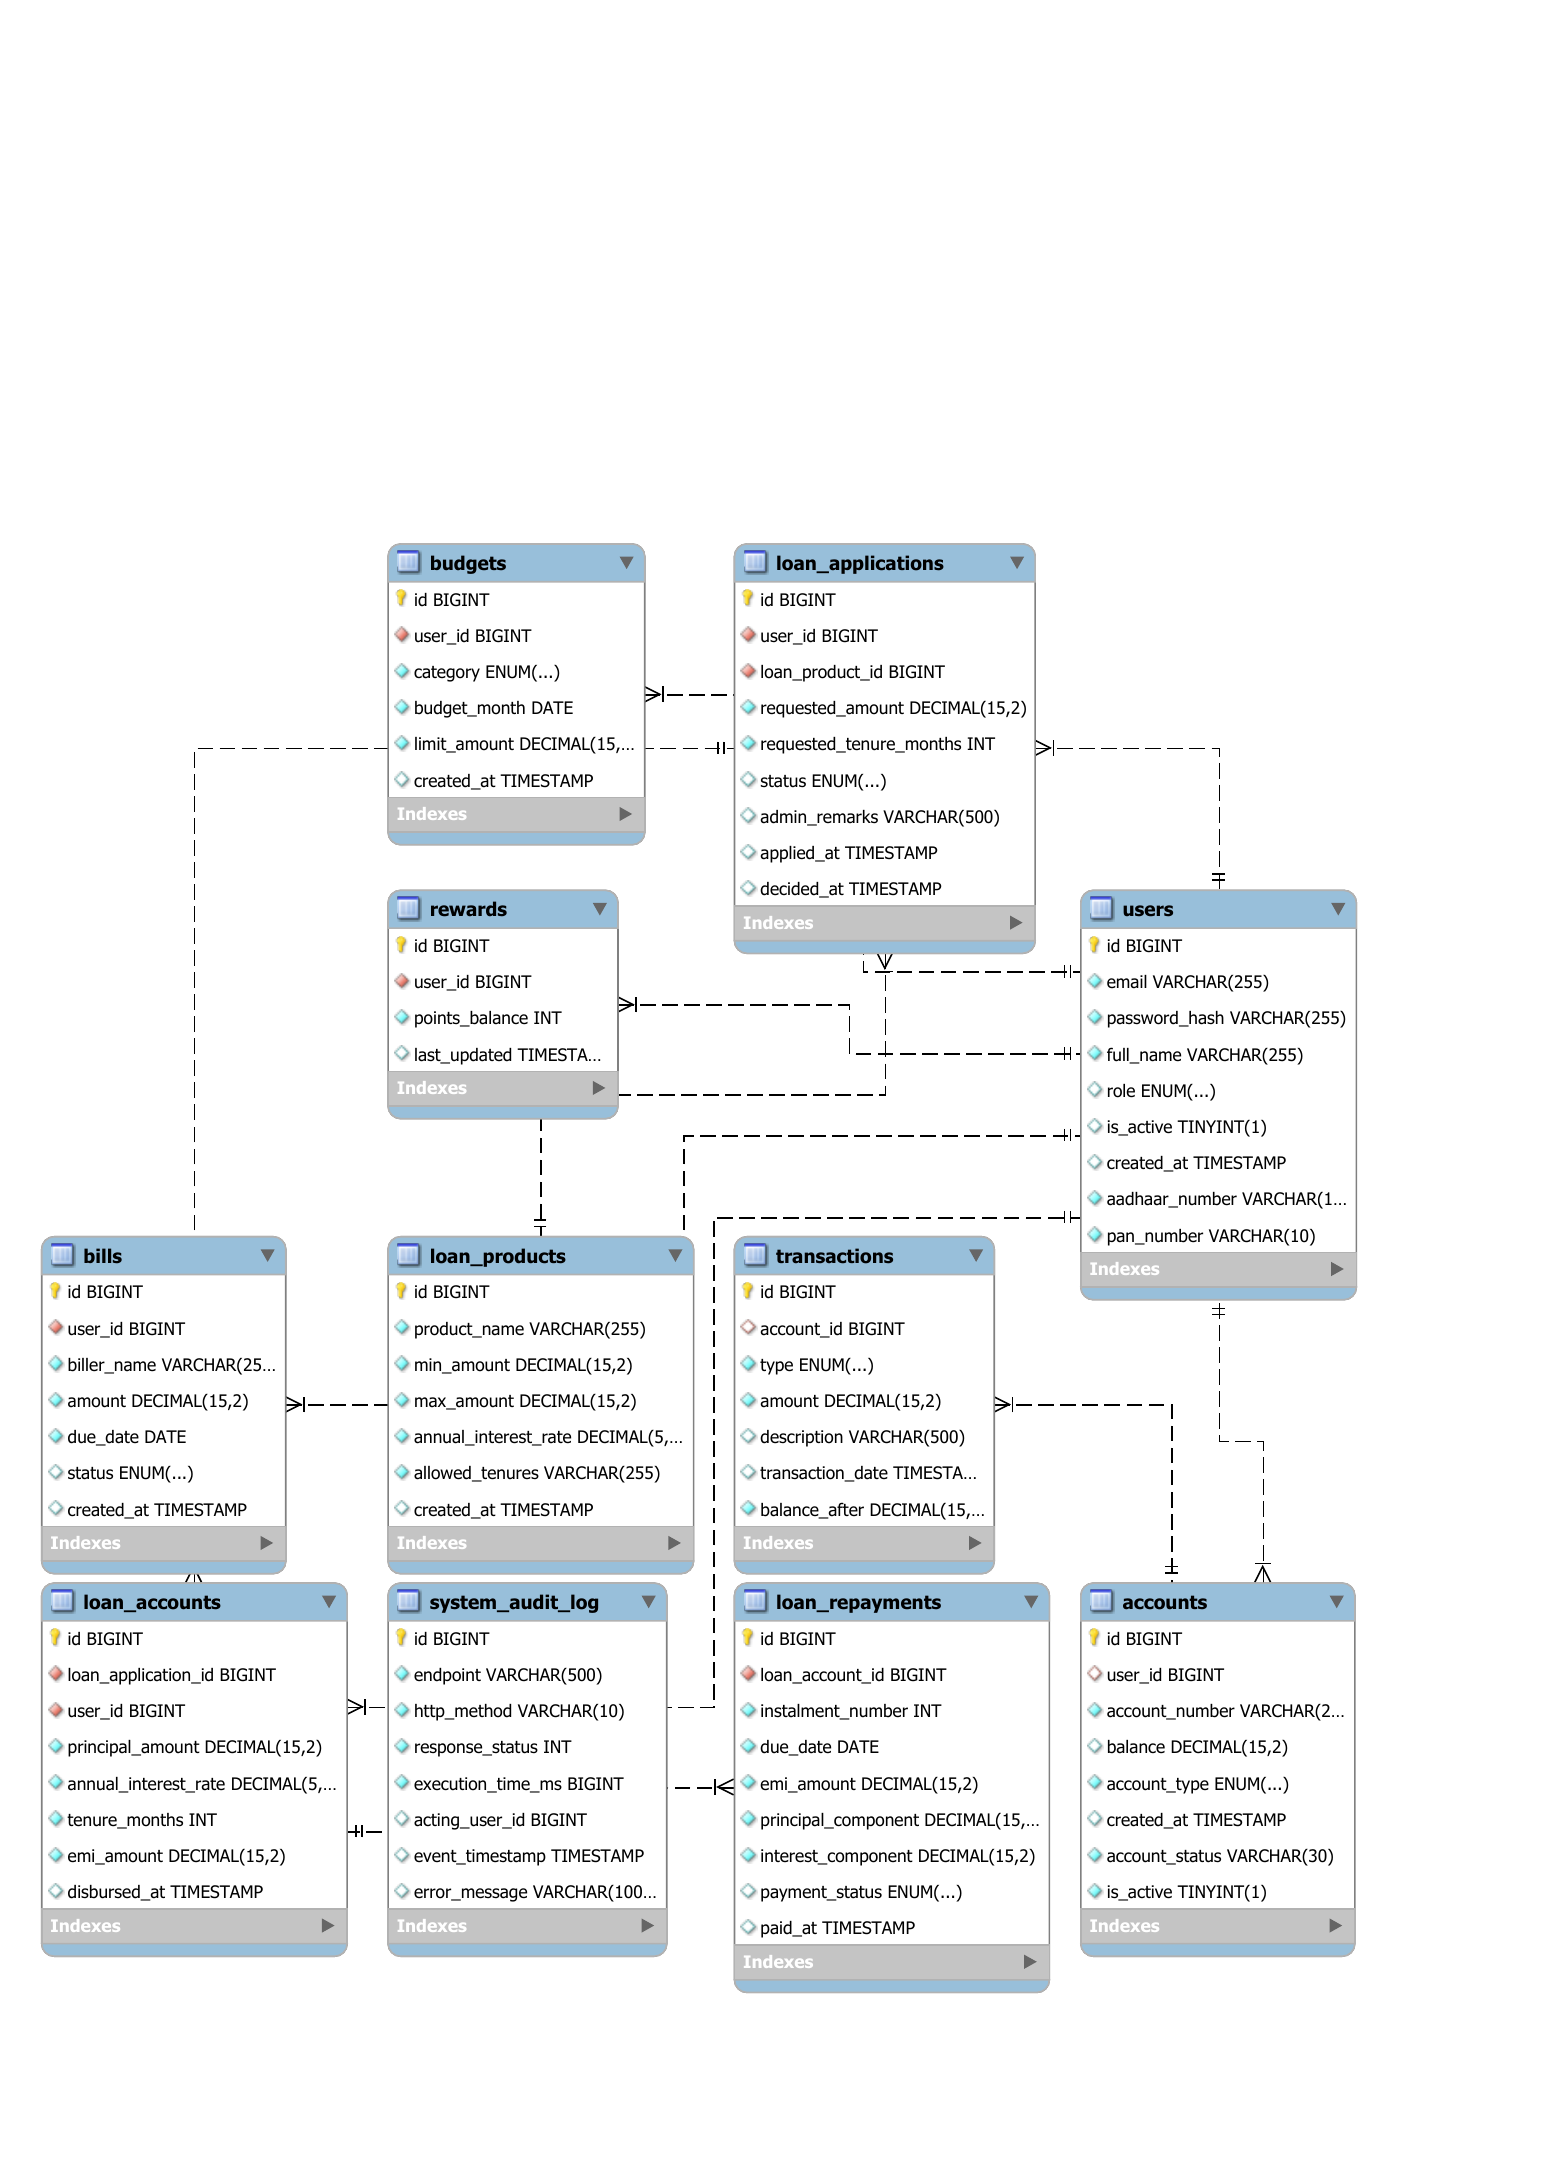 budgets
id BIGINT
user_id BIGINT
category ENUM(...)
budget_month DATE
limit_amount DECIMAL(15,...
created_at TIMESTAMP
Indexes
loan_applications
id BIGINT
user_id BIGINT
loan_product_id BIGINT
requested_amount DECIMAL(15,2)
requested_tenure_months INT
status ENUM(...)
admin_remarks VARCHAR(500)
applied_at TIMESTAMP
decided_at TIMESTAMP
Indexes
rewards
id BIGINT
user_id BIGINT
points_balance INT
last_updated TIMESTA...
Indexes
users
id BIGINT
email VARCHAR(255)
password_hash VARCHAR(255)
full_name VARCHAR(255)
role ENUM(...)
is_active TINYINT(1)
created_at TIMESTAMP
aadhaar_number VARCHAR(1...
pan_number VARCHAR(10)
Indexes
bills
id BIGINT
user_id BIGINT
biller_name VARCHAR(25...
amount DECIMAL(15,2)
due_date DATE
status ENUM(...)
created_at TIMESTAMP
Indexes
loan_products
id BIGINT
product_name VARCHAR(255)
min_amount DECIMAL(15,2)
max_amount DECIMAL(15,2)
annual_interest_rate DECIMAL(5,...
allowed_tenures VARCHAR(255)
created_at TIMESTAMP
Indexes
transactions
id BIGINT
account_id BIGINT
type ENUM(...)
amount DECIMAL(15,2)
description VARCHAR(500)
transaction_date TIMESTA...
balance_after DECIMAL(15,...
Indexes
loan_accounts
id BIGINT
loan_application_id BIGINT
user_id BIGINT
principal_amount DECIMAL(15,2)
annual_interest_rate DECIMAL(5,...
tenure_months INT
emi_amount DECIMAL(15,2)
disbursed_at TIMESTAMP
Indexes
system_audit_log
id BIGINT
endpoint VARCHAR(500)
http_method VARCHAR(10)
response_status INT
execution_time_ms BIGINT
acting_user_id BIGINT
event_timestamp TIMESTAMP
error_message VARCHAR(100...
Indexes
loan_repayments
id BIGINT
loan_account_id BIGINT
instalment_number INT
due_date DATE
emi_amount DECIMAL(15,2)
principal_component DECIMAL(15,...
interest_component DECIMAL(15,2)
payment_status ENUM(...)
paid_at TIMESTAMP
Indexes
accounts
id BIGINT
user_id BIGINT
account_number VARCHAR(2...
balance DECIMAL(15,2)
account_type ENUM(...)
created_at TIMESTAMP
account_status VARCHAR(30)
is_active TINYINT(1)
Indexes